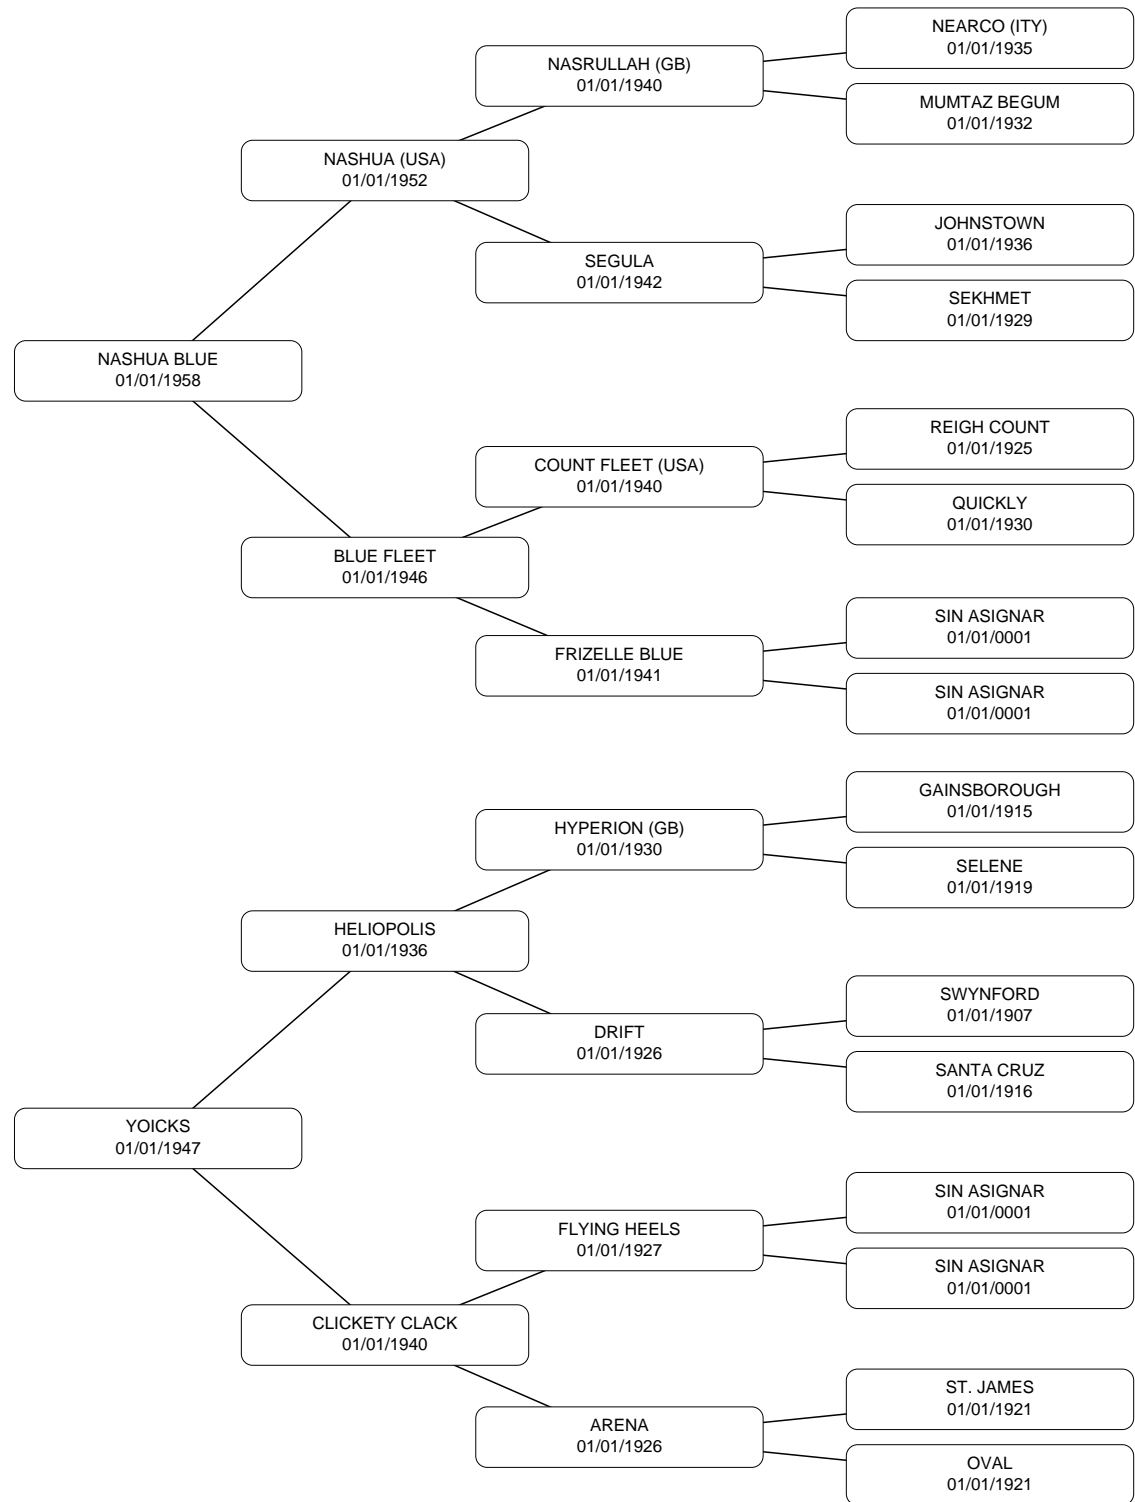 NEARCO (ITY)
01/01/1935
NASRULLAH (GB)
01/01/1940
MUMTAZ BEGUM
01/01/1932
NASHUA (USA)
01/01/1952
JOHNSTOWN
01/01/1936
SEGULA
01/01/1942
SEKHMET
01/01/1929
NASHUA BLUE
01/01/1958
REIGH COUNT
01/01/1925
COUNT FLEET (USA)
01/01/1940
QUICKLY
01/01/1930
BLUE FLEET
01/01/1946
SIN ASIGNAR
01/01/0001
FRIZELLE BLUE
01/01/1941
SIN ASIGNAR
01/01/0001
GAINSBOROUGH
01/01/1915
HYPERION (GB)
01/01/1930
SELENE
01/01/1919
HELIOPOLIS
01/01/1936
SWYNFORD
01/01/1907
DRIFT
01/01/1926
SANTA CRUZ
01/01/1916
YOICKS
01/01/1947
SIN ASIGNAR
01/01/0001
FLYING HEELS
01/01/1927
SIN ASIGNAR
01/01/0001
CLICKETY CLACK
01/01/1940
ST. JAMES
01/01/1921
ARENA
01/01/1926
OVAL
01/01/1921